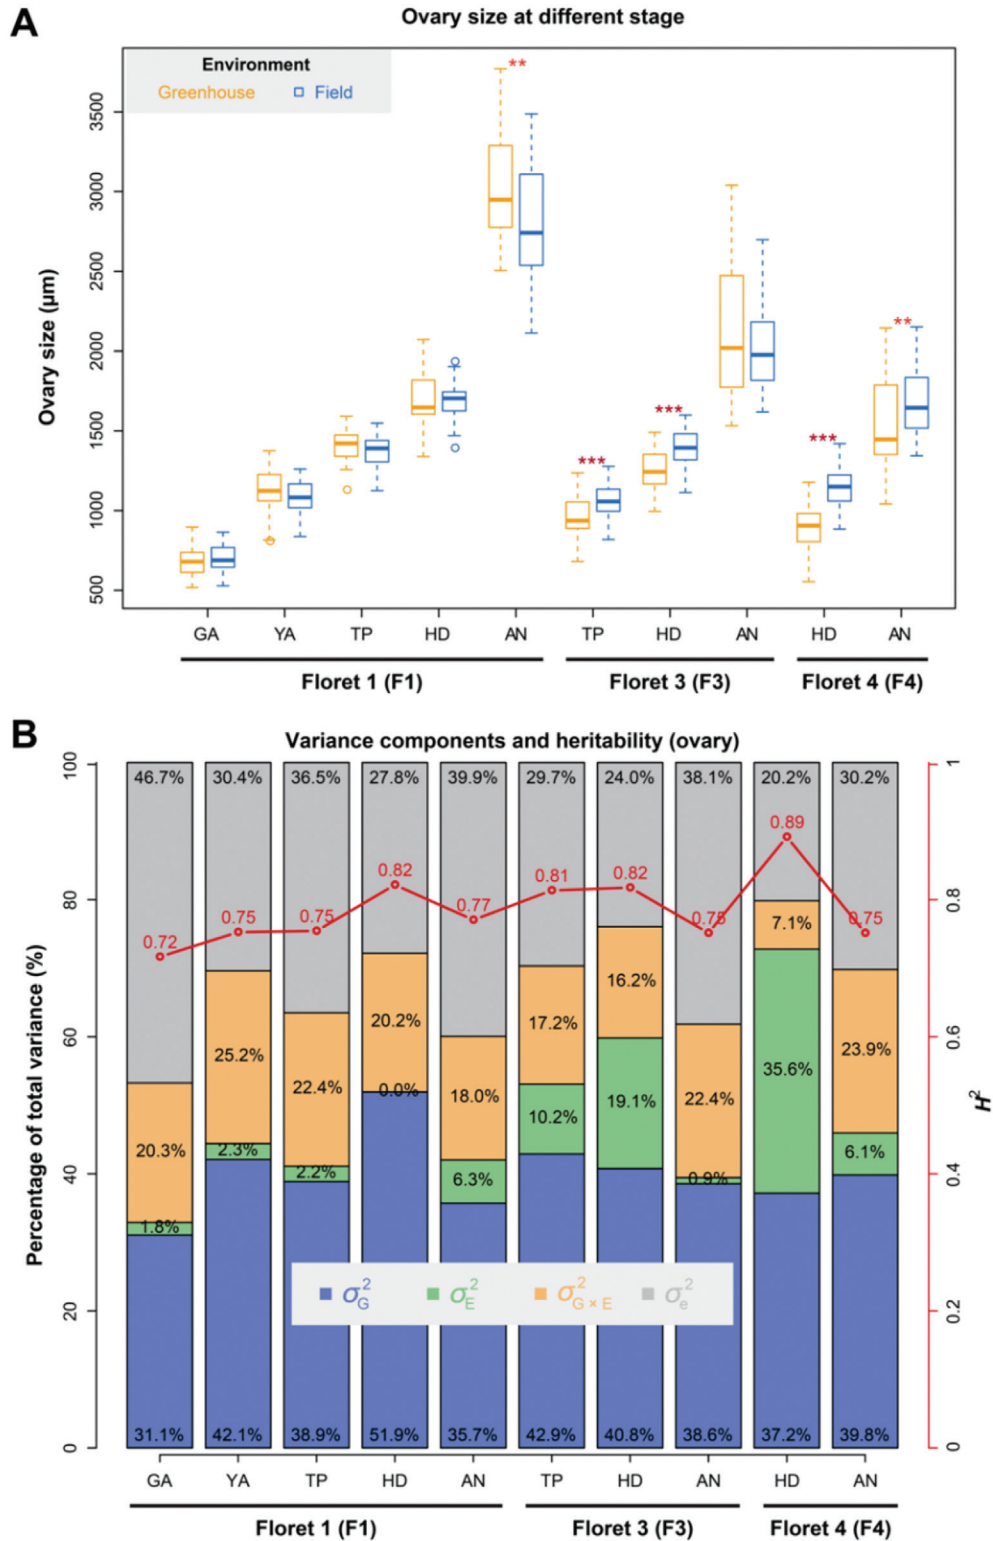 A
Ovary size at different stage
Environment
Greenhouse Field
**
***
***
***
**
Ovary size (μm)
3500
3000
2500
2000
1500
1000
500
GA YA TP HD AN TP HD AN HD AN
Floret 1 (F1) Floret 3 (F3) Floret 4 (F4)
B
Variance components and heritability (ovary)
Percentage of total variance (%)
100
80
60
40
20
0
46.7% 30.4% 36.5% 27.8% 39.9% 29.7% 24.0% 38.1% 20.2% 30.2%
0.72 0.75 0.75 0.82 0.77 0.81 0.82 0.75 0.89 0.75
20.3% 25.2% 22.4% 20.2% 18.0% 17.2% 16.2% 22.4% 7.1% 23.9%
1.8% 2.3% 2.2% 0.0% 6.3% 10.2% 19.1% 0.9% 35.6% 6.1%
σ²G σ²E σ²G × E σ²e
31.1% 42.1% 38.9% 51.9% 35.7% 42.9% 40.8% 38.6% 37.2% 39.8%
1
0.8
0.6
0.4
0.2
0
H²
GA YA TP HD AN TP HD AN HD AN
Floret 1 (F1) Floret 3 (F3) Floret 4 (F4)